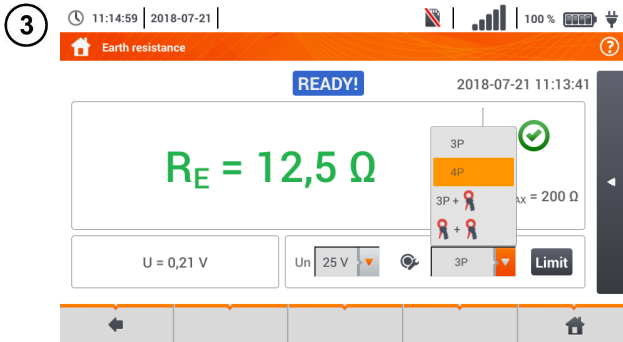 3
11:14:59 2018-07-21 100 %
Earth resistance ?
READY! 2018-07-21 11:13:41
3P
4P
R_E = 12,5 Ω
3P +
+
AX = 200 Ω
U = 0,21 V Un 25 V 3P Limit